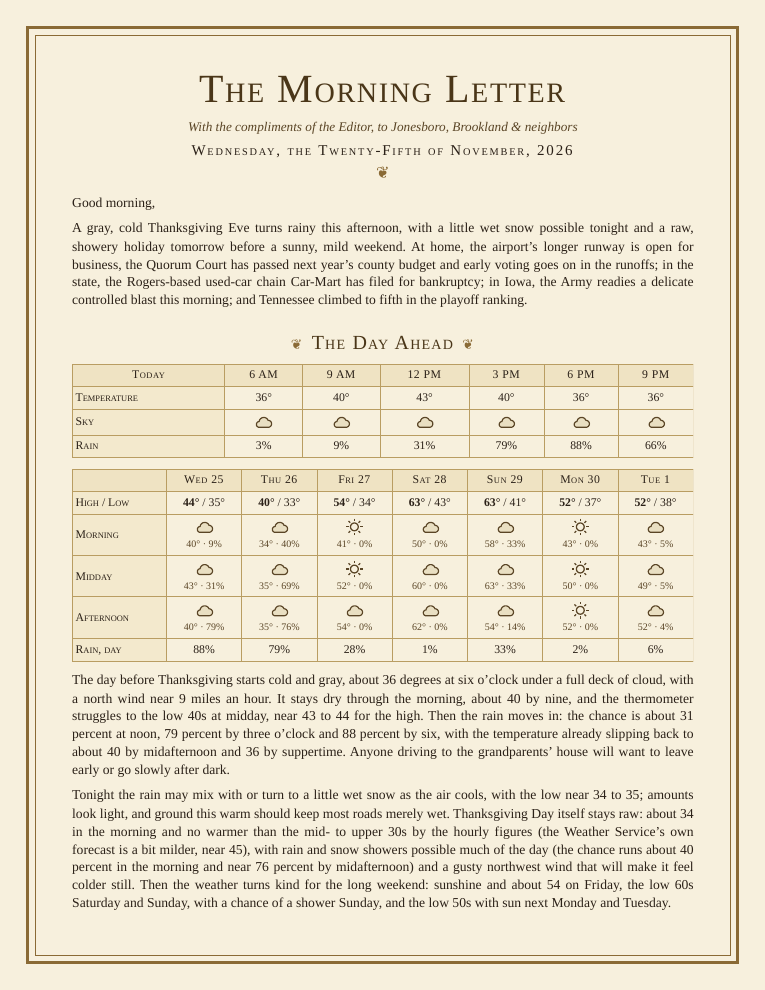 The Morning Letter
With the compliments of the Editor, to Jonesboro, Brookland & neighbors
Wednesday, the Twenty-Fifth of November, 2026
❦
Good morning,
A gray, cold Thanksgiving Eve turns rainy this afternoon, with a little wet snow possible tonight and a raw,
showery holiday tomorrow before a sunny, mild weekend. At home, the airport’s longer runway is open for
business, the Quorum Court has passed next year’s county budget and early voting goes on in the runoffs; in the
state, the Rogers-based used-car chain Car-Mart has filed for bankruptcy; in Iowa, the Army readies a delicate
controlled blast this morning; and Tennessee climbed to fifth in the playoff ranking.
❦ The Day Ahead ❦
Today 6 AM 9 AM 12 PM 3 PM 6 PM 9 PM
Temperature 36° 40° 43° 40° 36° 36°
Sky
Rain 3% 9% 31% 79% 88% 66%
Wed 25 Thu 26 Fri 27 Sat 28 Sun 29 Mon 30 Tue 1
High / Low 44° / 35° 40° / 33° 54° / 34° 63° / 43° 63° / 41° 52° / 37° 52° / 38°
Morning 40° · 9% 34° · 40% 41° · 0% 50° · 0% 58° · 33% 43° · 0% 43° · 5%
Midday 43° · 31% 35° · 69% 52° · 0% 60° · 0% 63° · 33% 50° · 0% 49° · 5%
Afternoon 40° · 79% 35° · 76% 54° · 0% 62° · 0% 54° · 14% 52° · 0% 52° · 4%
Rain, day 88% 79% 28% 1% 33% 2% 6%
The day before Thanksgiving starts cold and gray, about 36 degrees at six o’clock under a full deck of cloud, with
a north wind near 9 miles an hour. It stays dry through the morning, about 40 by nine, and the thermometer
struggles to the low 40s at midday, near 43 to 44 for the high. Then the rain moves in: the chance is about 31
percent at noon, 79 percent by three o’clock and 88 percent by six, with the temperature already slipping back to
about 40 by midafternoon and 36 by suppertime. Anyone driving to the grandparents’ house will want to leave
early or go slowly after dark.
Tonight the rain may mix with or turn to a little wet snow as the air cools, with the low near 34 to 35; amounts
look light, and ground this warm should keep most roads merely wet. Thanksgiving Day itself stays raw: about 34
in the morning and no warmer than the mid- to upper 30s by the hourly figures (the Weather Service’s own
forecast is a bit milder, near 45), with rain and snow showers possible much of the day (the chance runs about 40
percent in the morning and near 76 percent by midafternoon) and a gusty northwest wind that will make it feel
colder still. Then the weather turns kind for the long weekend: sunshine and about 54 on Friday, the low 60s
Saturday and Sunday, with a chance of a shower Sunday, and the low 50s with sun next Monday and Tuesday.